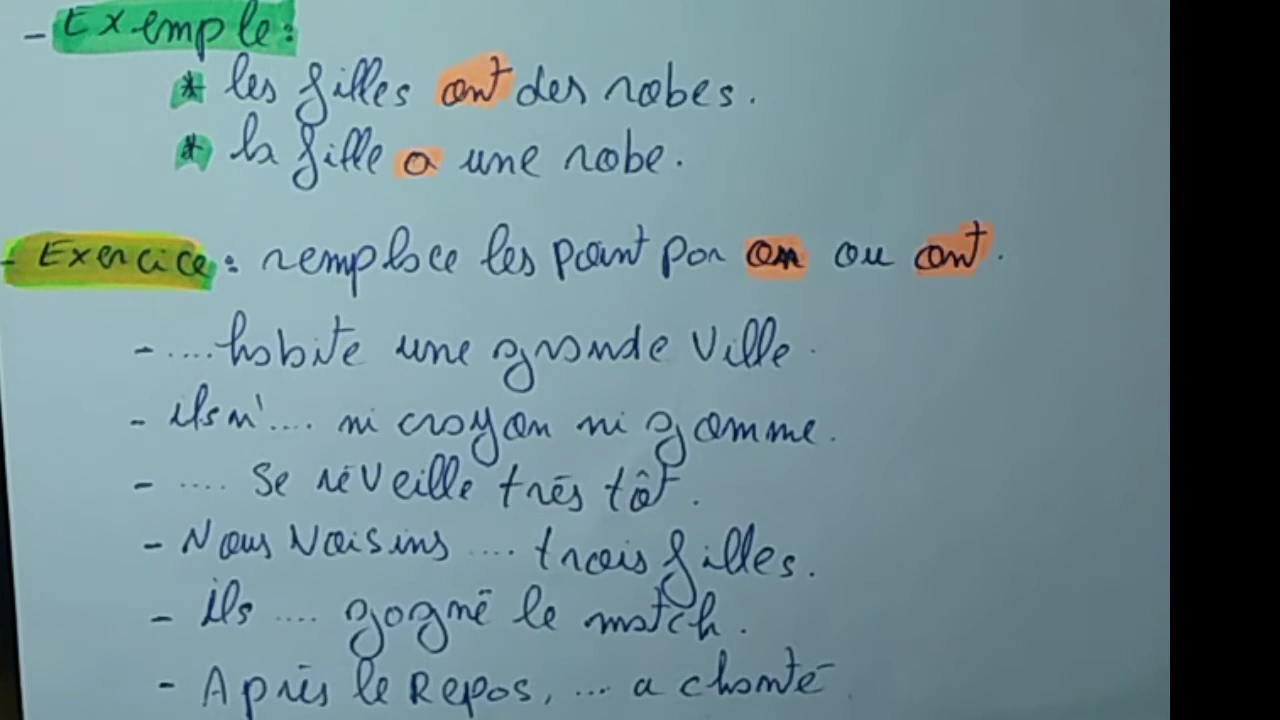 - Exemple:
* les filles ont des robes.
* la fille a une robe.
- Exercice: remplace les point par on ou ont.
- .... habite une grande ville.
- ils n' .... ni crayon ni gomme.
- .... se réveille très tôt.
- Nous Voisins .... trois filles.
- ils .... gagné le match.
- Après le Repos, ... a chanté.